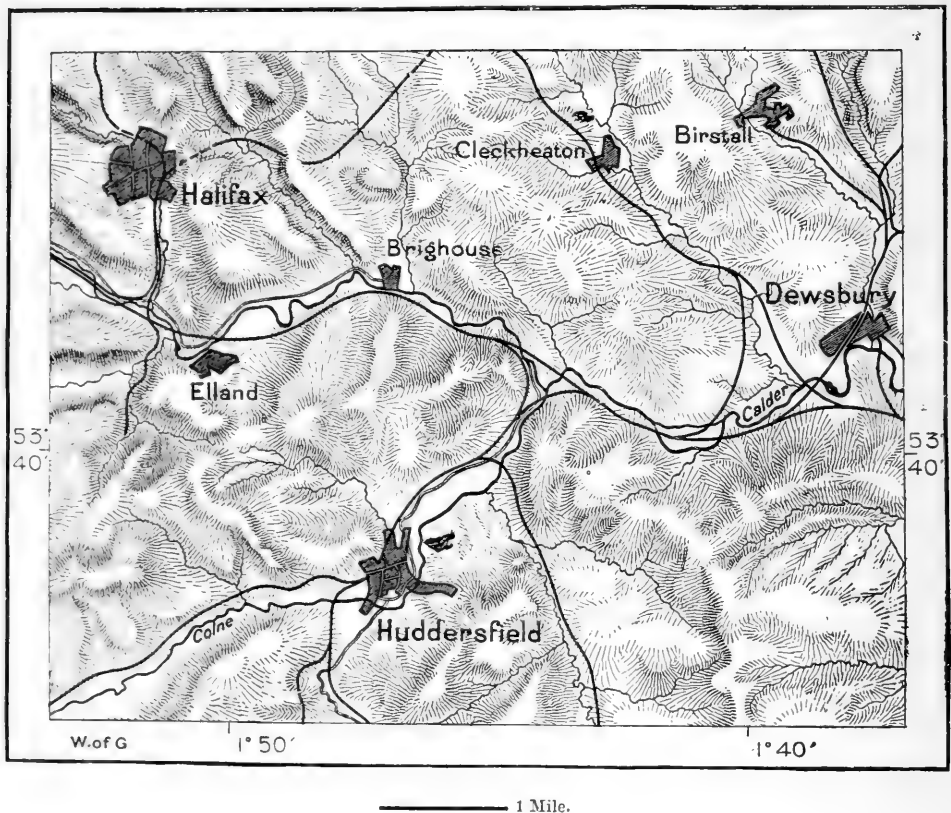 Birstall
Cleckheaton
Halifax
Brighouse
Dewsbury
Elland
Calder
53°
40'
53°
40'
Colne
Huddersfield
W. of G
1° 50'
1° 40'
1 Mile.